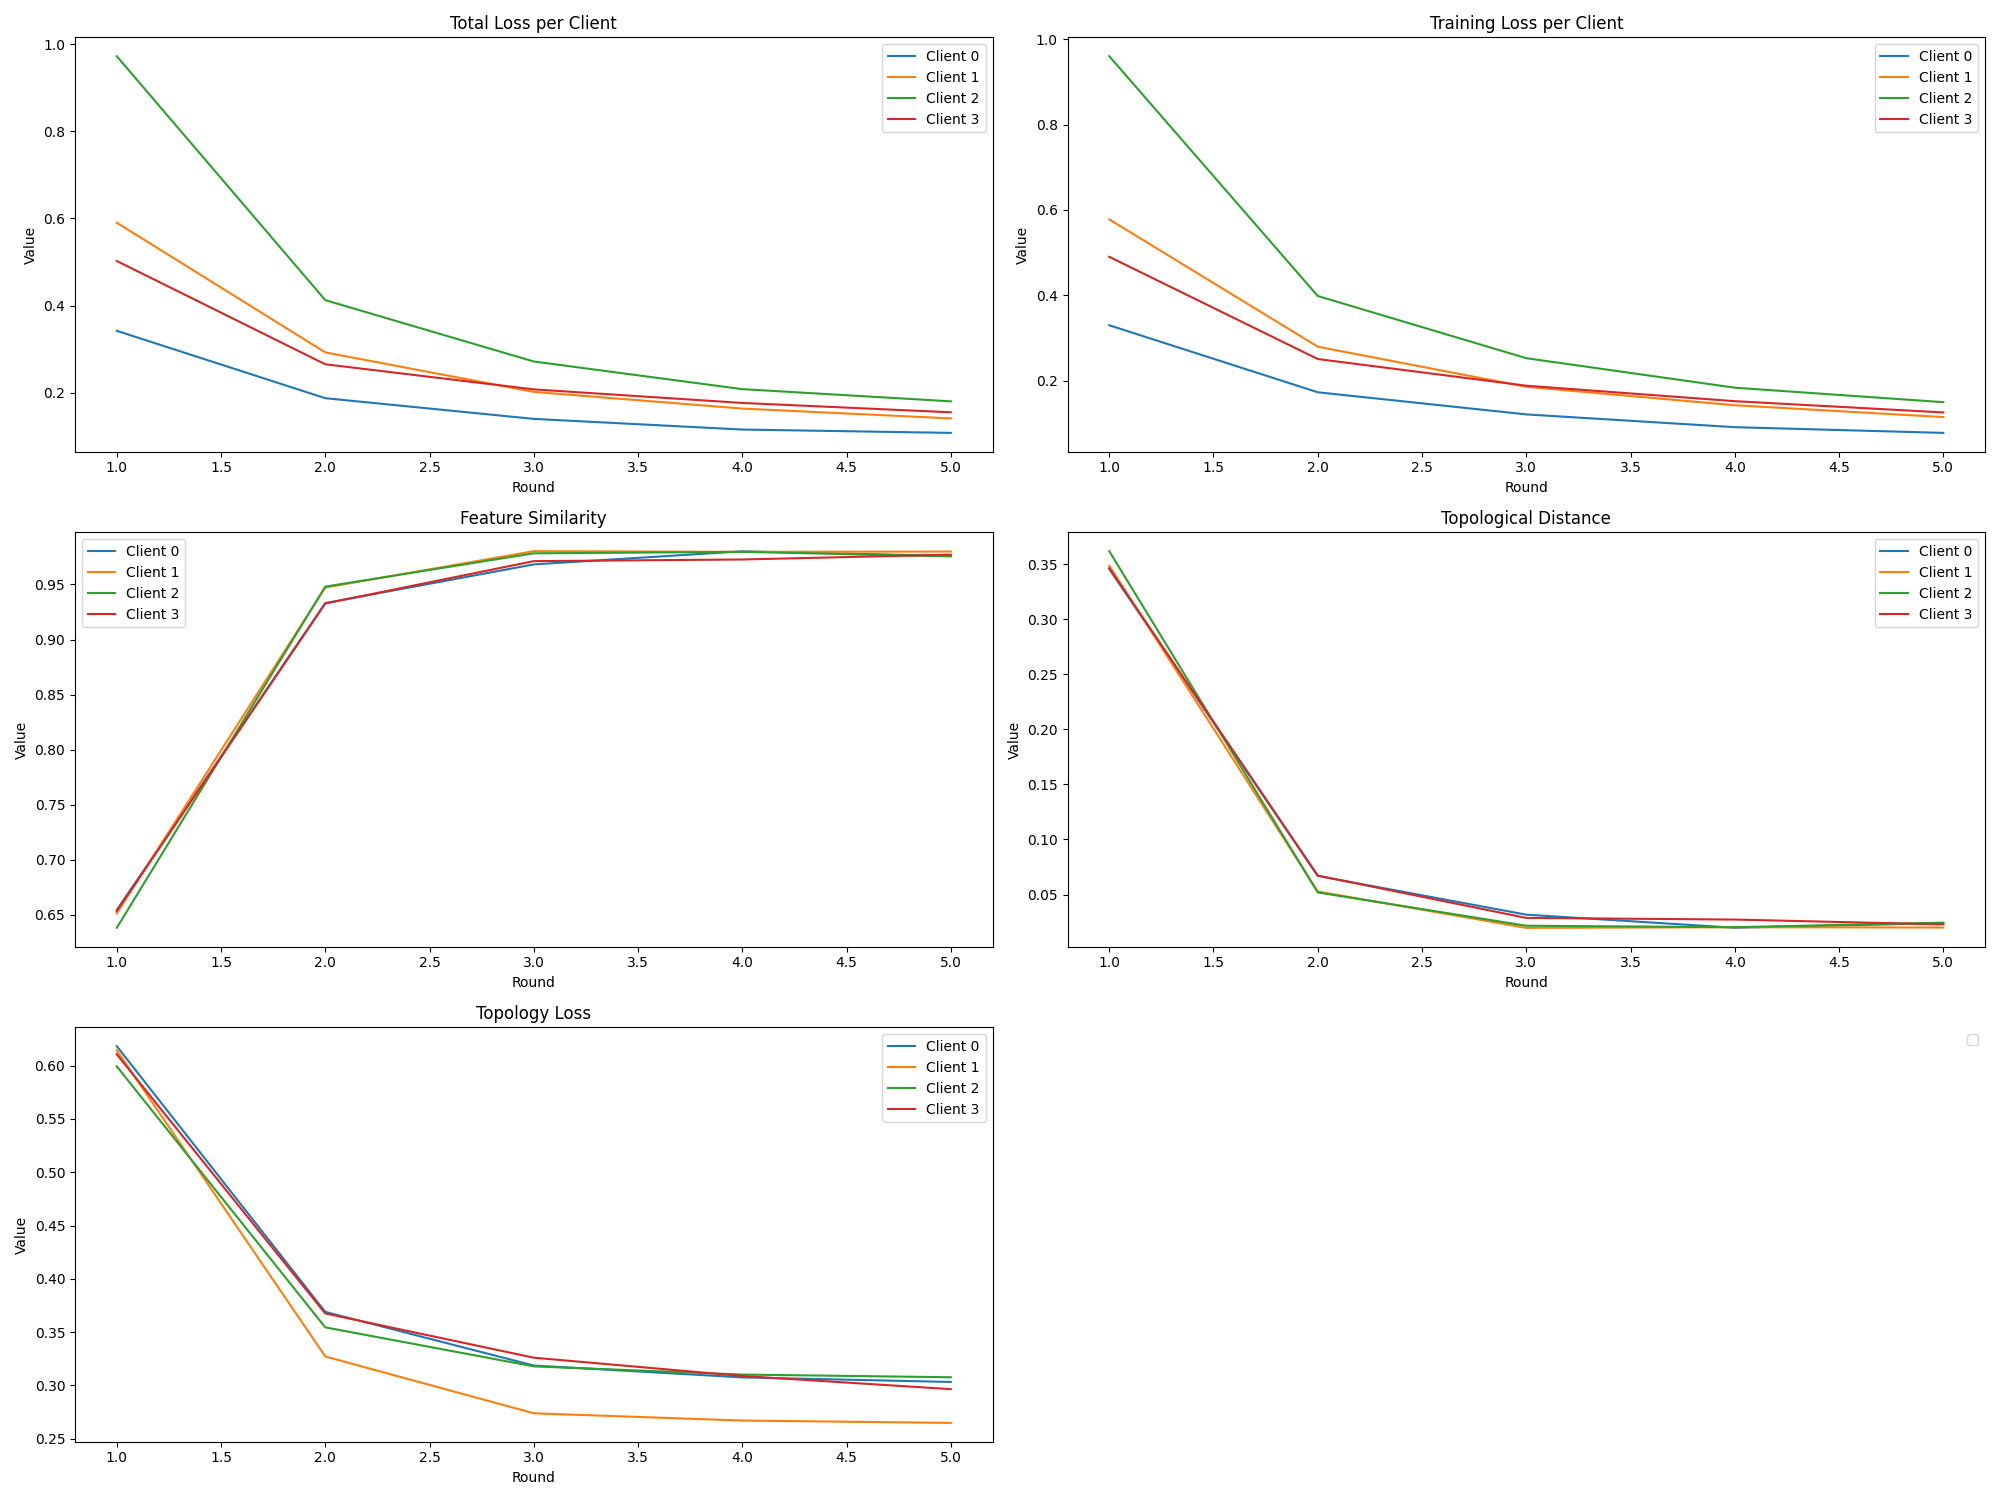 Total Loss per Client
Value
1.0
0.8
0.6
0.4
0.2
Client 0
Client 1
Client 2
Client 3
1.0 1.5 2.0 2.5 3.0 3.5 4.0 4.5 5.0
Round
Training Loss per Client
Value
1.0
0.8
0.6
0.4
0.2
Client 0
Client 1
Client 2
Client 3
1.0 1.5 2.0 2.5 3.0 3.5 4.0 4.5 5.0
Round
Feature Similarity
Value
0.95
0.90
0.85
0.80
0.75
0.70
0.65
Client 0
Client 1
Client 2
Client 3
1.0 1.5 2.0 2.5 3.0 3.5 4.0 4.5 5.0
Round
Topological Distance
Value
0.35
0.30
0.25
0.20
0.15
0.10
0.05
Client 0
Client 1
Client 2
Client 3
1.0 1.5 2.0 2.5 3.0 3.5 4.0 4.5 5.0
Round
Topology Loss
Value
0.60
0.55
0.50
0.45
0.40
0.35
0.30
0.25
Client 0
Client 1
Client 2
Client 3
1.0 1.5 2.0 2.5 3.0 3.5 4.0 4.5 5.0
Round